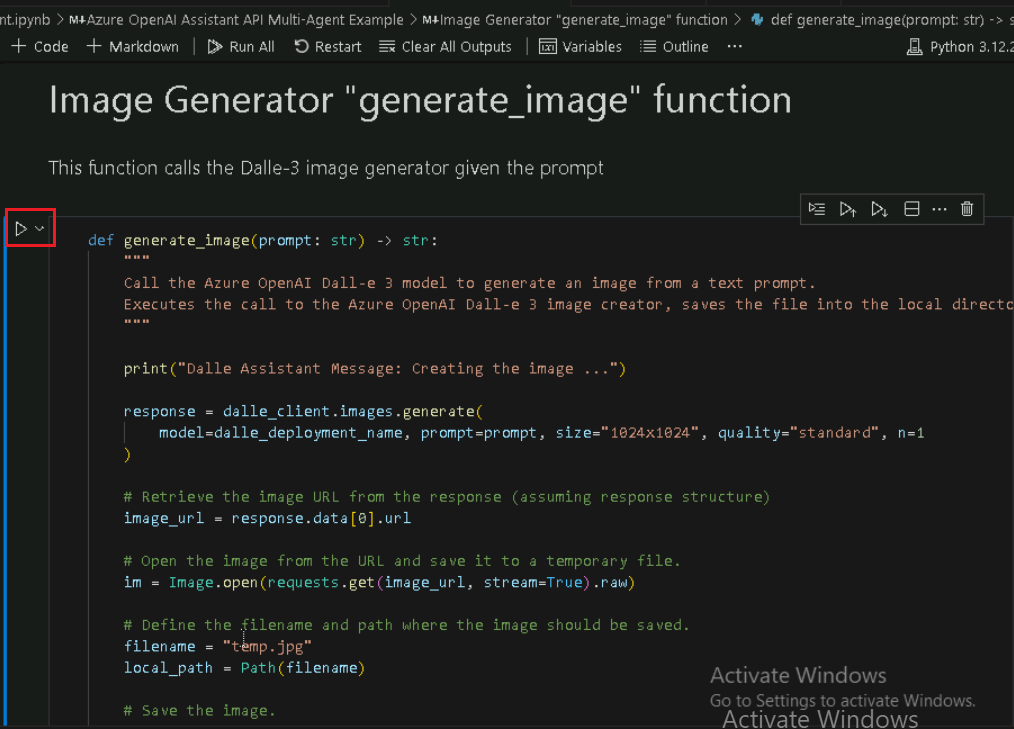 nt.ipynb > M↓Azure OpenAI Assistant API Multi-Agent Example > M↓Image Generator "generate_image" function > def generate_image(prompt: str) -> s
+ Code + Markdown Run All Restart Clear All Outputs Variables Outline ... Python 3.12.2
Image Generator "generate_image" function
This function calls the Dalle-3 image generator given the prompt
def generate_image(prompt: str) -> str:
"""
Call the Azure OpenAI Dall-e 3 model to generate an image from a text prompt.
Executes the call to the Azure OpenAI Dall-e 3 image creator, saves the file into the local directo
"""
print("Dalle Assistant Message: Creating the image ...")
response = dalle_client.images.generate(
model=dalle_deployment_name, prompt=prompt, size="1024x1024", quality="standard", n=1
)
# Retrieve the image URL from the response (assuming response structure)
image_url = response.data[0].url
# Open the image from the URL and save it to a temporary file.
im = Image.open(requests.get(image_url, stream=True).raw)
# Define the filename and path where the image should be saved.
filename = "temp.jpg"
local_path = Path(filename)
# Save the image.
Activate Windows
Go to Settings to activate Windows.
Activate Windows